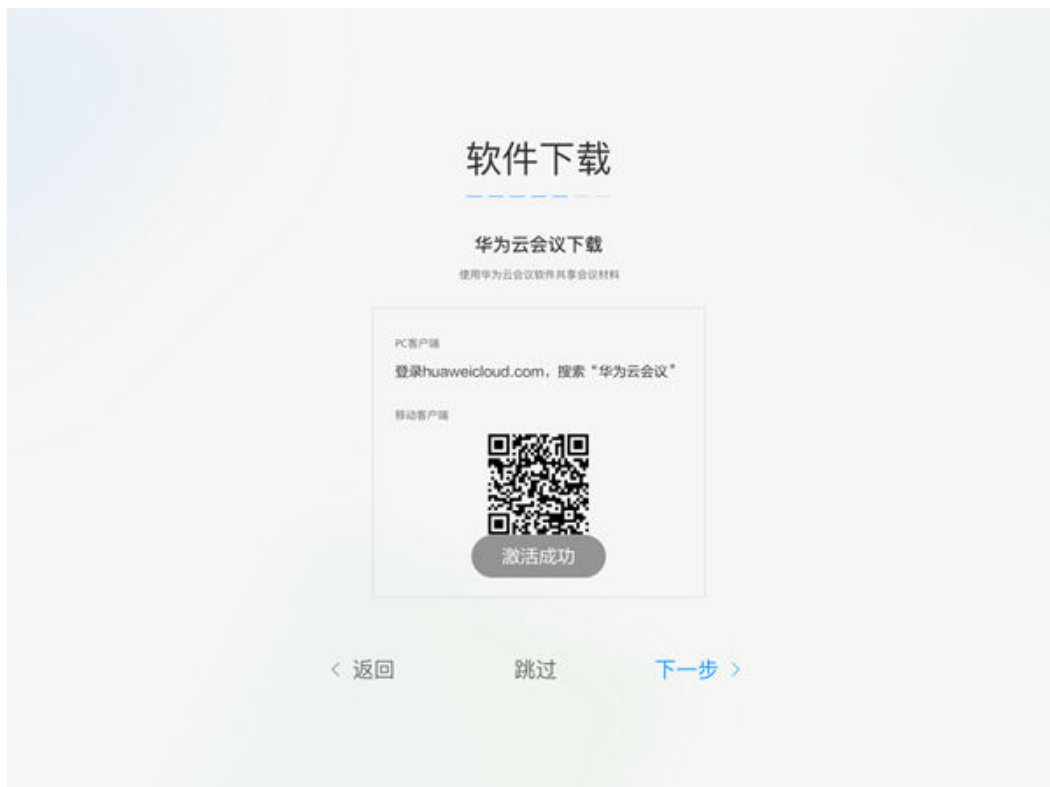 软件下载
华为云会议下载
使用华为云会议软件共享会议材料
PC客户端
登录huaweicloud.com，搜索“华为云会议”
移动客户端
激活成功
< 返回
跳过
下一步 >